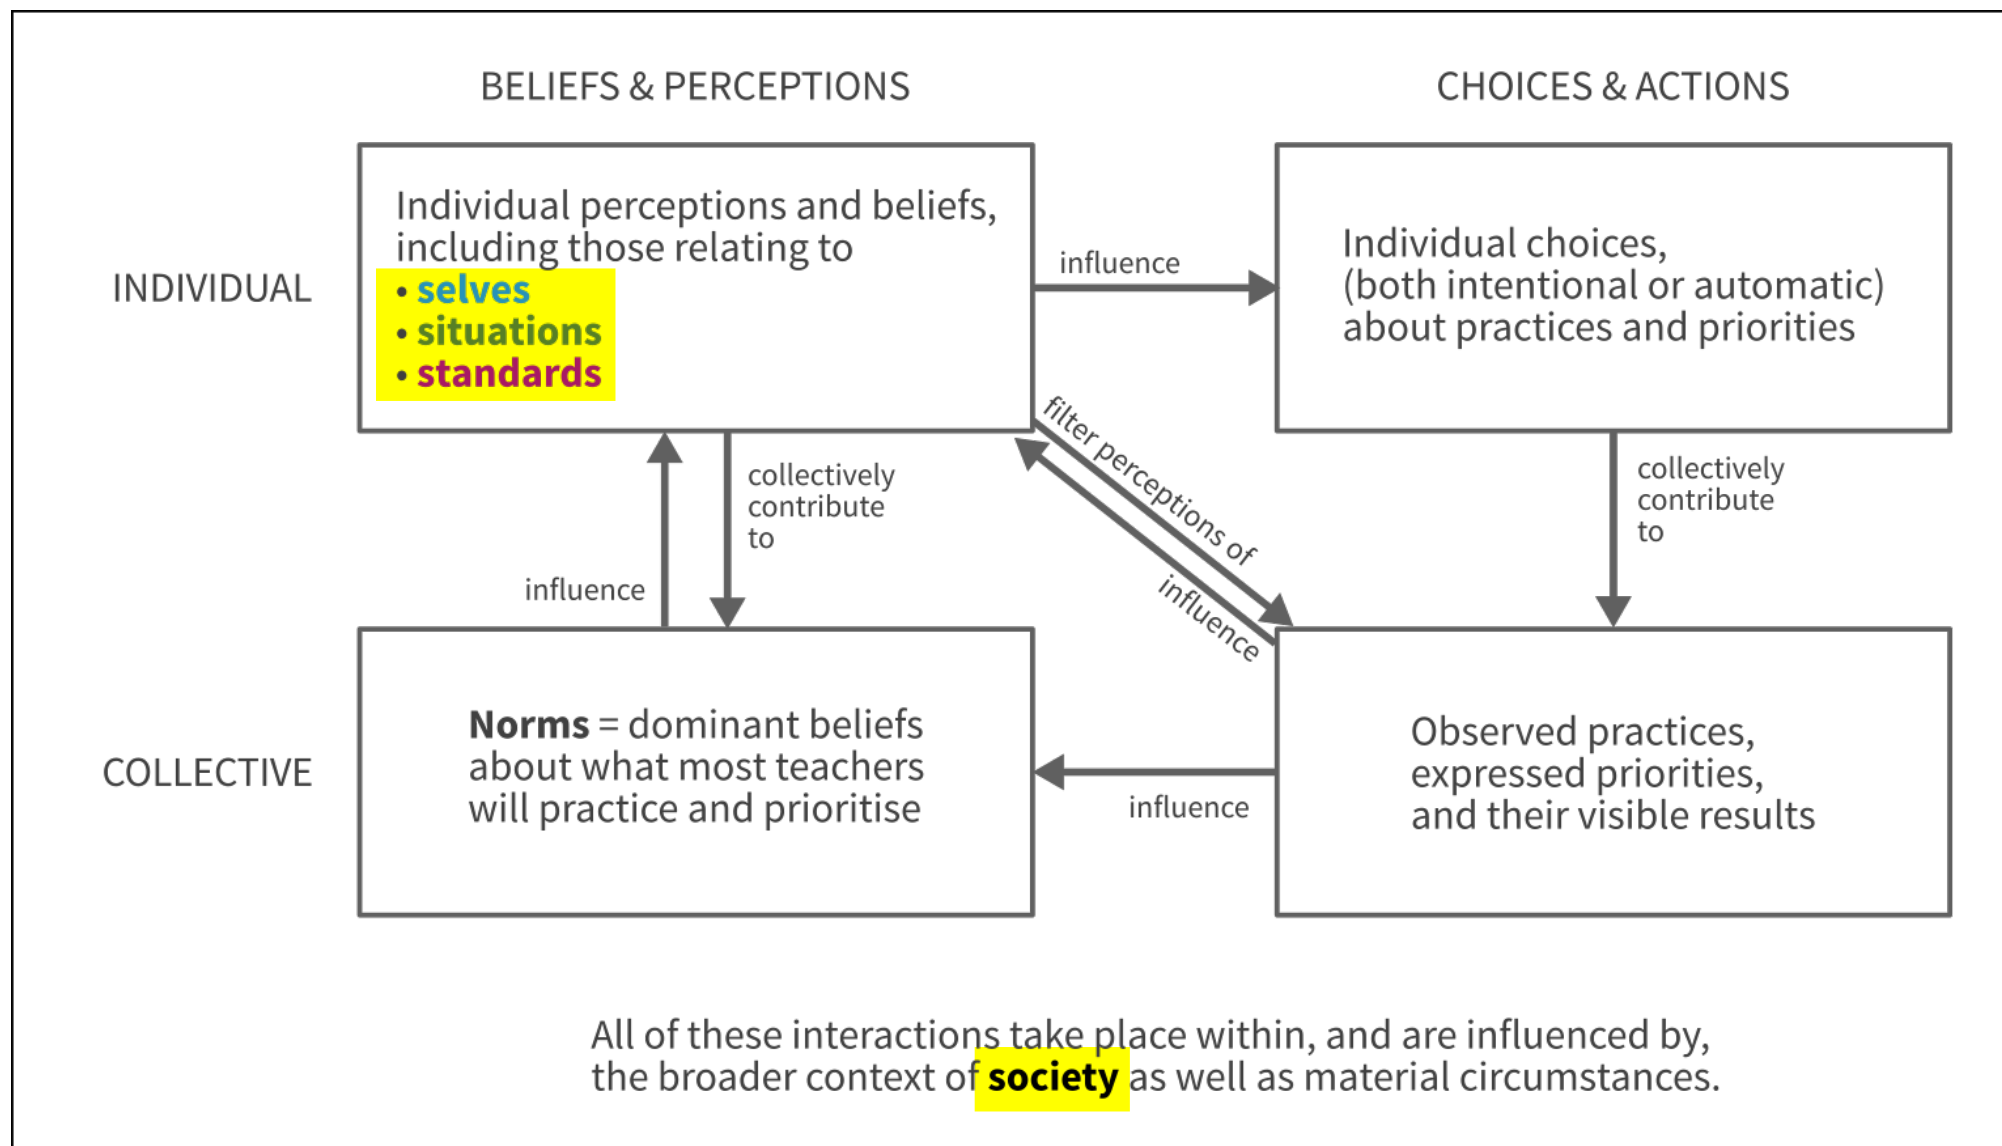 BELIEFS & PERCEPTIONS
CHOICES & ACTIONS
INDIVIDUAL
Individual perceptions and beliefs,
including those relating to
• selves
• situations
• standards
influence
Individual choices,
(both intentional or automatic)
about practices and priorities
filter perceptions of
influence
collectively
contribute
to
influence
collectively
contribute
to
COLLECTIVE
Norms = dominant beliefs
about what most teachers
will practice and prioritise
influence
Observed practices,
expressed priorities,
and their visible results
All of these interactions take place within, and are influenced by,
the broader context of society as well as material circumstances.